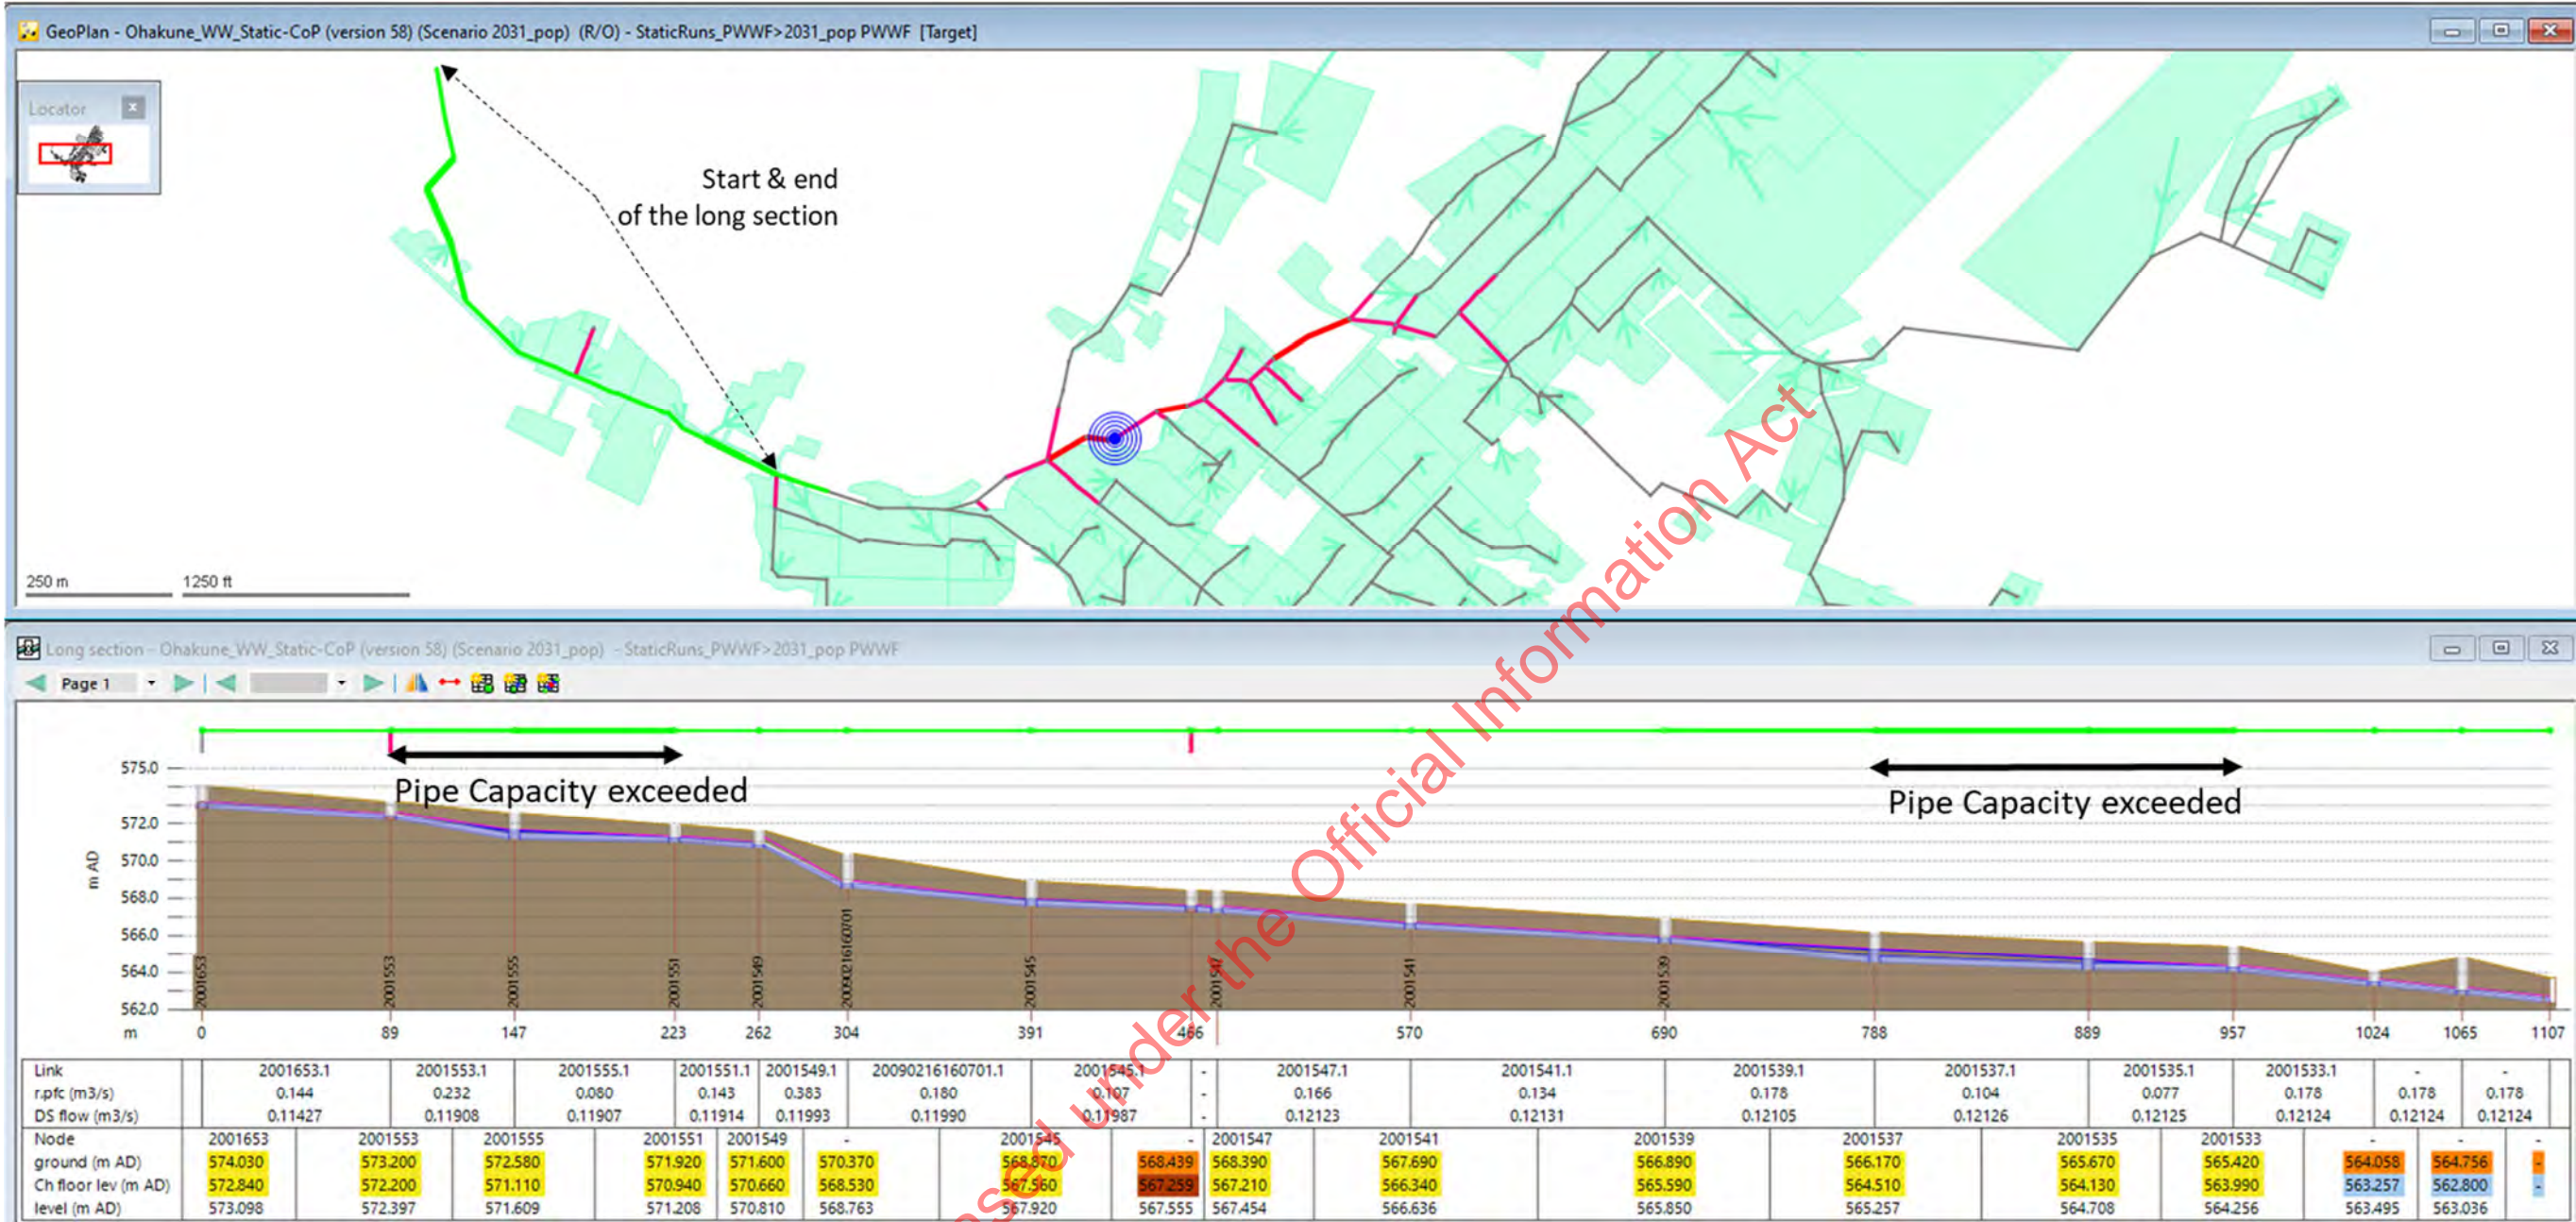 GeoPlan - Ohakune_WW_Static-CoP (version 58) (Scenario 2031_pop) (R/O) - StaticRuns_PWWF>2031_pop PWWF [Target]
Locator
Start & end
of the long section
250 m
1250 ft
Long section - Ohakune_WW_Static-CoP (version 58) (Scenario 2031_pop) - StaticRuns_PWWF>2031_pop PWWF
Page 1
Pipe Capacity exceeded
Pipe Capacity exceeded
575.0
572.0
570.0
568.0
566.0
564.0
562.0
m AD
2001653 2001553 2001555 2001551 2001549 20090216160701 2001545 2001547 2001541 2001539
m 0 89 147 223 262 304 391 466 570 690 788 889 957 1024 1065 1107
Link 2001653.1 2001553.1 2001555.1 2001551.1 2001549.1 20090216160701.1 2001545.1 - 2001547.1 2001541.1 2001539.1 2001537.1 2001535.1 2001533.1 - -
r.pfc (m3/s) 0.144 0.232 0.080 0.143 0.383 0.180 0.107 - 0.166 0.134 0.178 0.104 0.077 0.178 0.178 0.178
DS flow (m3/s) 0.11427 0.11908 0.11907 0.11914 0.11993 0.11990 0.11987 - 0.12123 0.12131 0.12105 0.12126 0.12125 0.12124 0.12124 0.12124
Node 2001653 2001553 2001555 2001551 2001549 - 2001545 - 2001547 2001541 2001539 2001537 2001535 2001533 - - -
ground (m AD) 574.030 573.200 572.580 571.920 571.600 570.370 568.870 568.439 568.390 567.690 566.890 566.170 565.670 565.420 564.058 564.756 -
Ch floor lev (m AD) 572.840 572.200 571.110 570.940 570.660 568.530 567.560 567.259 567.210 566.340 565.590 564.510 564.130 563.990 563.257 562.800 -
level (m AD) 573.098 572.397 571.609 571.208 570.810 568.763 567.920 567.555 567.454 566.636 565.850 565.257 564.708 564.256 563.495 563.036
ased under the Official Information Act